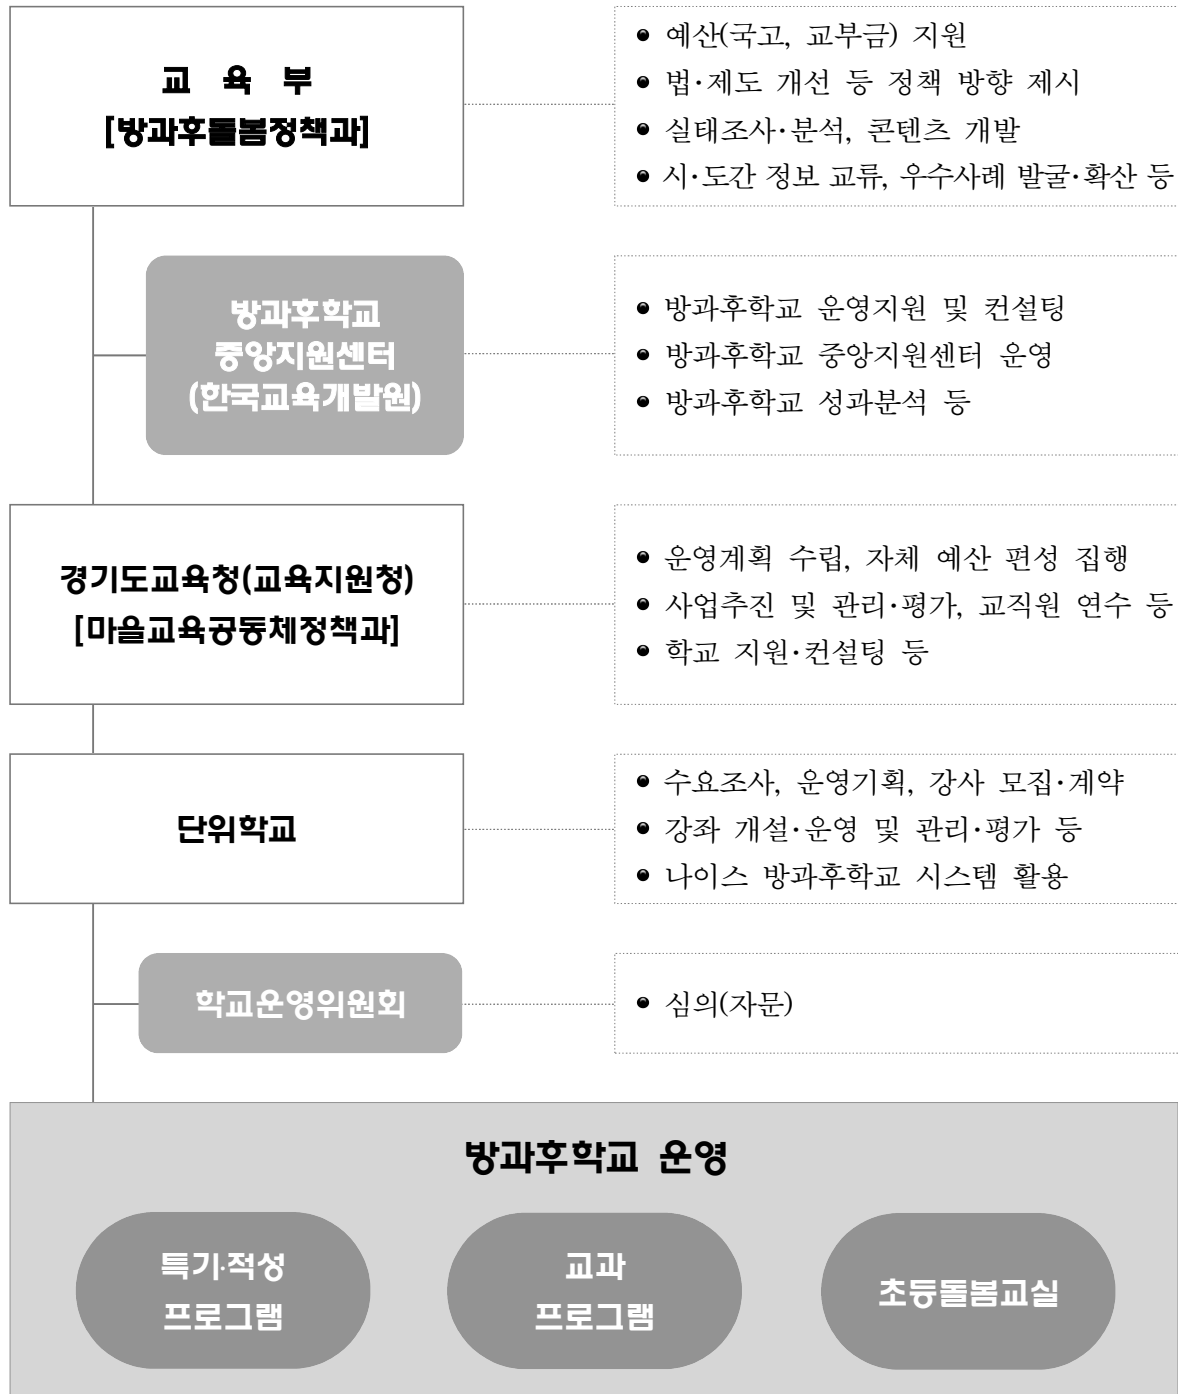 교 육 부
[방과후돌봄정책과]
• 예산(국고, 교부금) 지원
• 법·제도 개선 등 정책 방향 제시
• 실태조사·분석, 콘텐츠 개발
• 시·도간 정보 교류, 우수사례 발굴·확산 등
방과후학교
중앙지원센터
(한국교육개발원)
• 방과후학교 운영지원 및 컨설팅
• 방과후학교 중앙지원센터 운영
• 방과후학교 성과분석 등
경기도교육청(교육지원청)
[마을교육공동체정책과]
• 운영계획 수립, 자체 예산 편성 집행
• 사업추진 및 관리·평가, 교직원 연수 등
• 학교 지원·컨설팅 등
단위학교
• 수요조사, 운영기획, 강사 모집·계약
• 강좌 개설·운영 및 관리·평가 등
• 나이스 방과후학교 시스템 활용
학교운영위원회
• 심의(자문)
방과후학교 운영
특기·적성
프로그램
교과
프로그램
초등돌봄교실